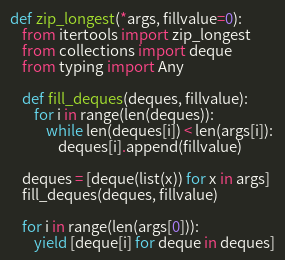 def zip_longest(*args, fillvalue=0):
    from itertools import zip_longest
    from collections import deque
    from typing import Any

    def fill_deques(deques, fillvalue):
        for i in range(len(deques)):
            while len(deques[i]) < len(args[i]):
                deques[i].append(fillvalue)

    deques = [deque(list(x)) for x in args]
    fill_deques(deques, fillvalue)

    for i in range(len(args[0])):
        yield [deque[i] for deque in deques]